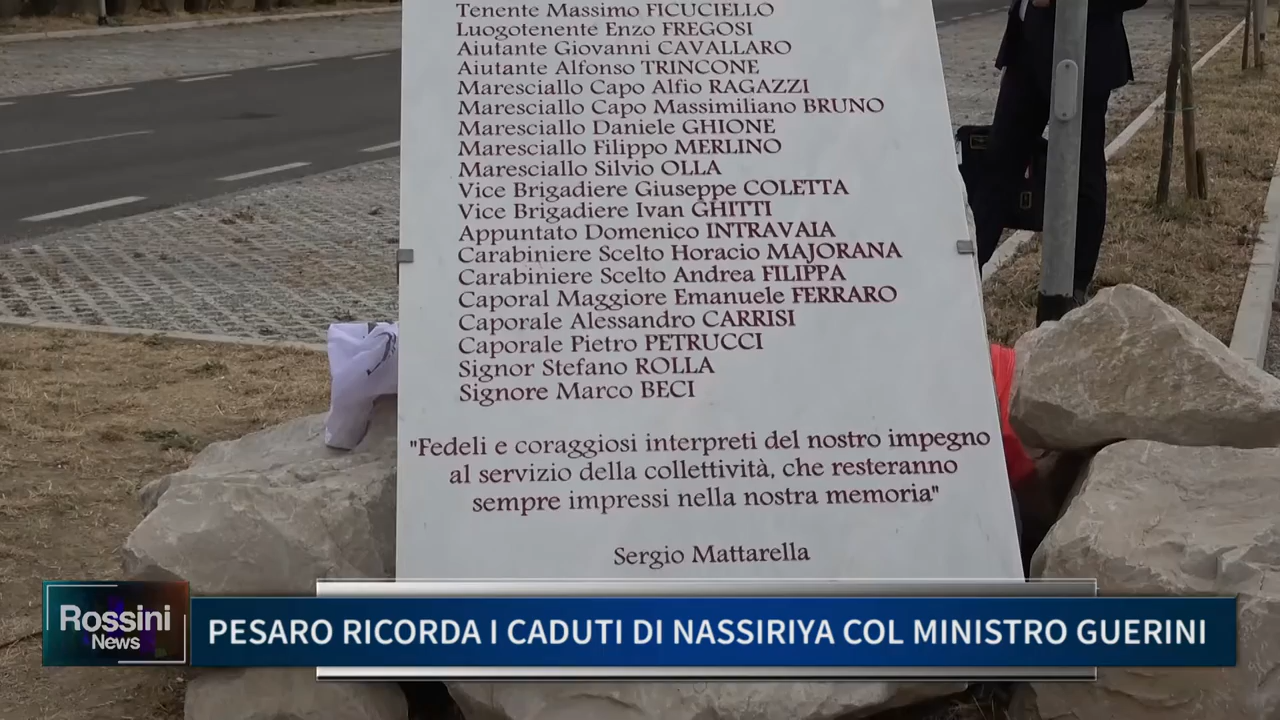 Tenente Massimo FICUCIELLO
Luogotenente Enzo FREGOSI
Aiutante Giovanni CAVALLARO
Aiutante Alfonso TRINCONE
Maresciallo Capo Alfio RAGAZZI
Maresciallo Capo Massimiliano BRUNO
Maresciallo Daniele GHIONE
Maresciallo Filippo MERLINO
Maresciallo Silvio OLLA
Vice Brigadiere Giuseppe COLETTA
Vice Brigadiere Ivan GHITTI
Appuntato Domenico INTRAVAIA
Carabiniere Scelto Horacio MAJORANA
Carabiniere Scelto Andrea FILIPPA
Caporal Maggiore Emanuele FERRARO
Caporale Alessandro CARRISI
Caporale Pietro PETRUCCI
Signor Stefano ROLLA
Signore Marco BECI
"Fedeli e coraggiosi interpreti del nostro impegno
al servizio della collettività, che resteranno
sempre impressi nella nostra memoria"
Sergio Mattarella
Rossini
News
PESARO RICORDA I CADUTI DI NASSIRIYA COL MINISTRO GUERINI